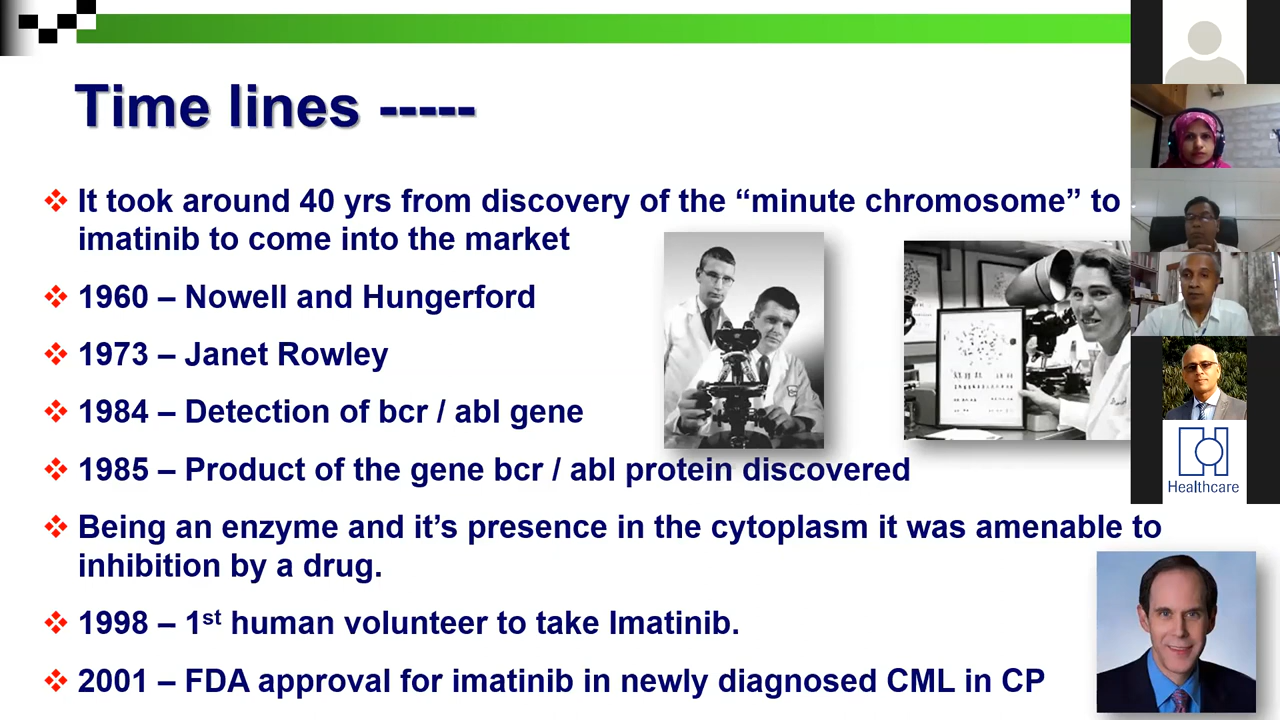 Time lines -----
It took around 40 yrs from discovery of the “minute chromosome” to
imatinib to come into the market
1960 – Nowell and Hungerford
1973 – Janet Rowley
1984 – Detection of bcr / abl gene
1985 – Product of the gene bcr / abl protein discovered
Being an enzyme and it’s presence in the cytoplasm it was amenable to
inhibition by a drug.
1998 – 1st human volunteer to take Imatinib.
2001 – FDA approval for imatinib in newly diagnosed CML in CP
Healthcare